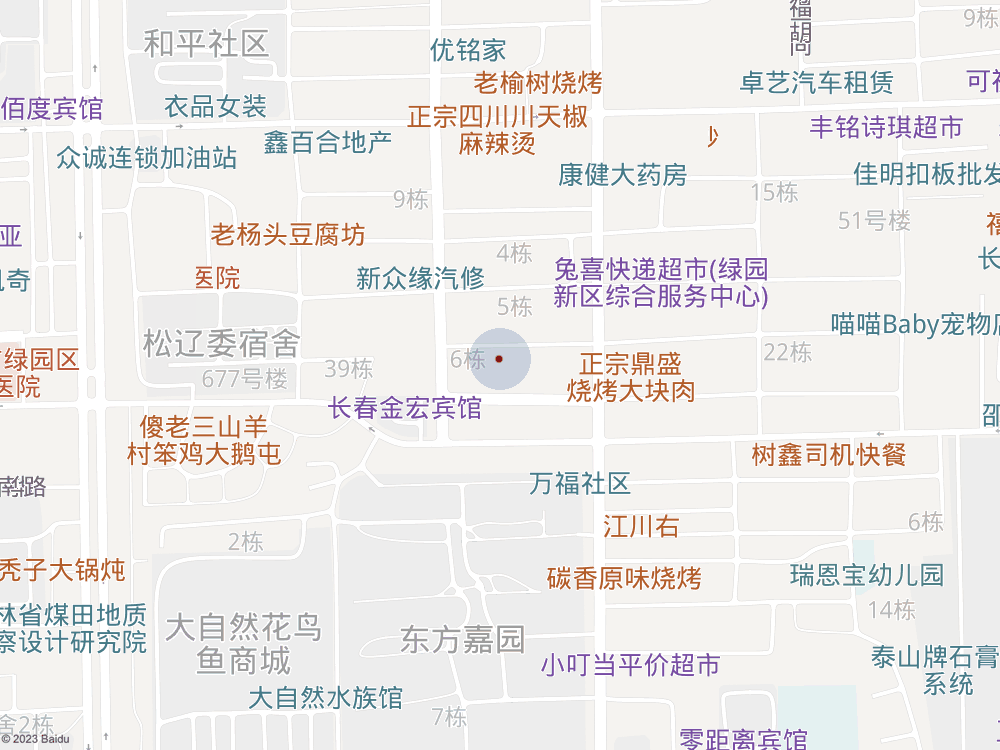 和平社区
优铭家
9栋
老榆树烧烤
卓艺汽车租赁
佰度宾馆
衣品女装
正宗四川川天椒
麻辣烫
丰铭诗琪超市
众诚连锁加油站
鑫百合地产
康健大药房
佳明扣板批发
15栋
9栋
51号楼
老杨头豆腐坊
4栋
医院
新众缘汽修
兔喜快递超市(绿园
新区综合服务中心)
5栋
喵喵Baby宠物店
松辽委宿舍
6栋
22栋
绿园区
医院
39栋
677号楼
正宗鼎盛
烧烤大块肉
长春金宏宾馆
傻老三山羊
村笨鸡大鹅屯
树鑫司机快餐
万福社区
江川右
6栋
2栋
秃子大锅炖
碳香原味烧烤
瑞恩宝幼儿园
14栋
林省煤田地质
察设计研究院
大自然花鸟
鱼商城
东方嘉园
小叮当平价超市
泰山牌石膏
系统
大自然水族馆
7栋
舍2栋
零距离宾馆
© 2023 Baidu